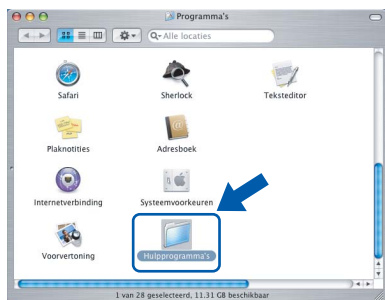 Programma's
Alle locaties
Safari
Sherlock
Teksteditor
Plaknotities
Adresboek
Internetverbinding
Systeemvoorkeuren
Voorvertoning
Hulpprogramma's
1 van 28 geselecteerd, 11.31 GB beschikbaar